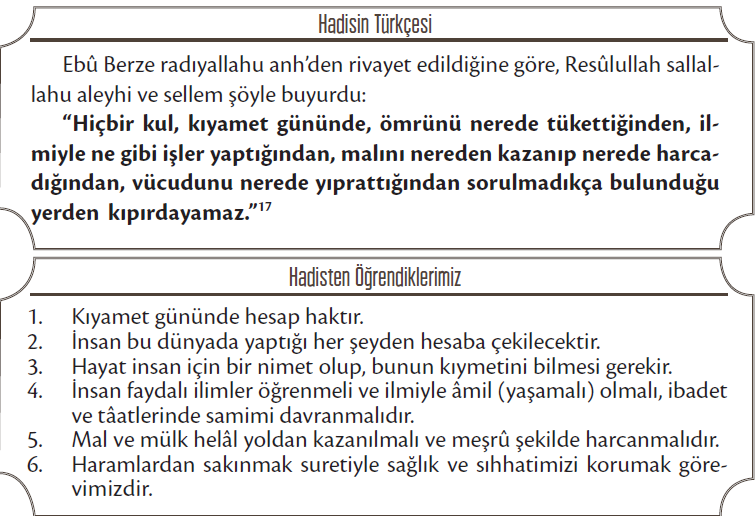 Hadisin Türkçesi
Ebû Berze radıyallahu anh’den rivayet edildiğine göre, Resûlullah sallal-
lahu aleyhi ve sellem şöyle buyurdu:
“Hiçbir kul, kıyamet gününde, ömrünü nerede tükettiğinden, il-
miyle ne gibi işler yaptığından, malını nereden kazanıp nerede harca-
dığından, vücudunu nerede yıprattığından sorulmadıkça bulunduğu
yerden kıpırdayamaz.”17
Hadisten Öğrendiklerimiz
1. Kıyamet gününde hesap haktır.
2. İnsan bu dünyada yaptığı her şeyden hesaba çekilecektir.
3. Hayat insan için bir nimet olup, bunun kıymetini bilmesi gerekir.
4. İnsan faydalı ilimler öğrenmeli ve ilmiyle âmil (yaşamalı) olmalı, ibadet
ve tâatlerinde samimi davranmalıdır.
5. Mal ve mülk helâl yoldan kazanılmalı ve meşrû şekilde harcanmalıdır.
6. Haramlardan sakınmak suretiyle sağlık ve sıhhatimizi korumak göre-
vimizdir.